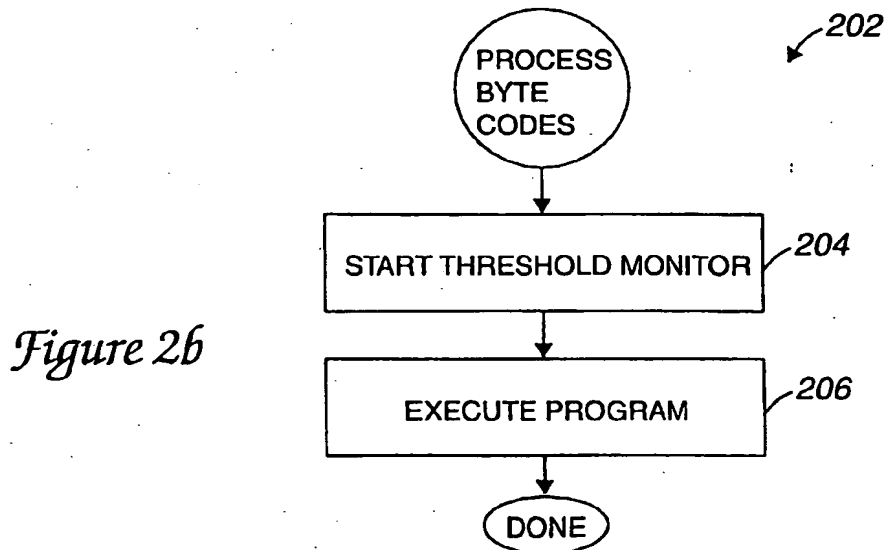 202
PROCESS
BYTE
CODES
204
START THRESHOLD MONITOR
Figure 2b
206
EXECUTE PROGRAM
DONE